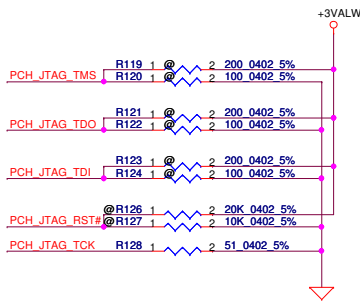 +3VALW
R119 1 @ 2 200_0402_5%
PCH_JTAG_TMS R120 1 @ 2 100_0402_5%
R121 1 @ 2 200_0402_5%
PCH_JTAG_TDO R122 1 @ 2 100_0402_5%
R123 1 @ 2 200_0402_5%
PCH_JTAG_TDI R124 1 @ 2 100_0402_5%
@ R126 1 2 20K_0402_5%
PCH_JTAG_RST# @ R127 1 2 10K_0402_5%
PCH_JTAG_TCK R128 1 2 51_0402_5%